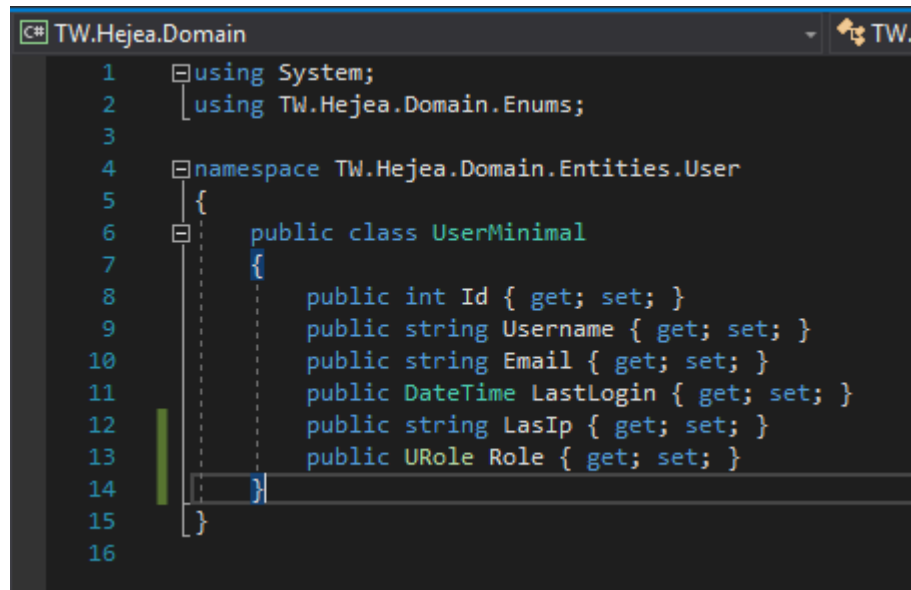 C# TW.Hejea.Domain TW.
1 using System;
2 using TW.Hejea.Domain.Enums;
3
4 namespace TW.Hejea.Domain.Entities.User
5 {
6 public class UserMinimal
7 {
8 public int Id { get; set; }
9 public string Username { get; set; }
10 public string Email { get; set; }
11 public DateTime LastLogin { get; set; }
12 public string LasIp { get; set; }
13 public URole Role { get; set; }
14 }
15 }
16